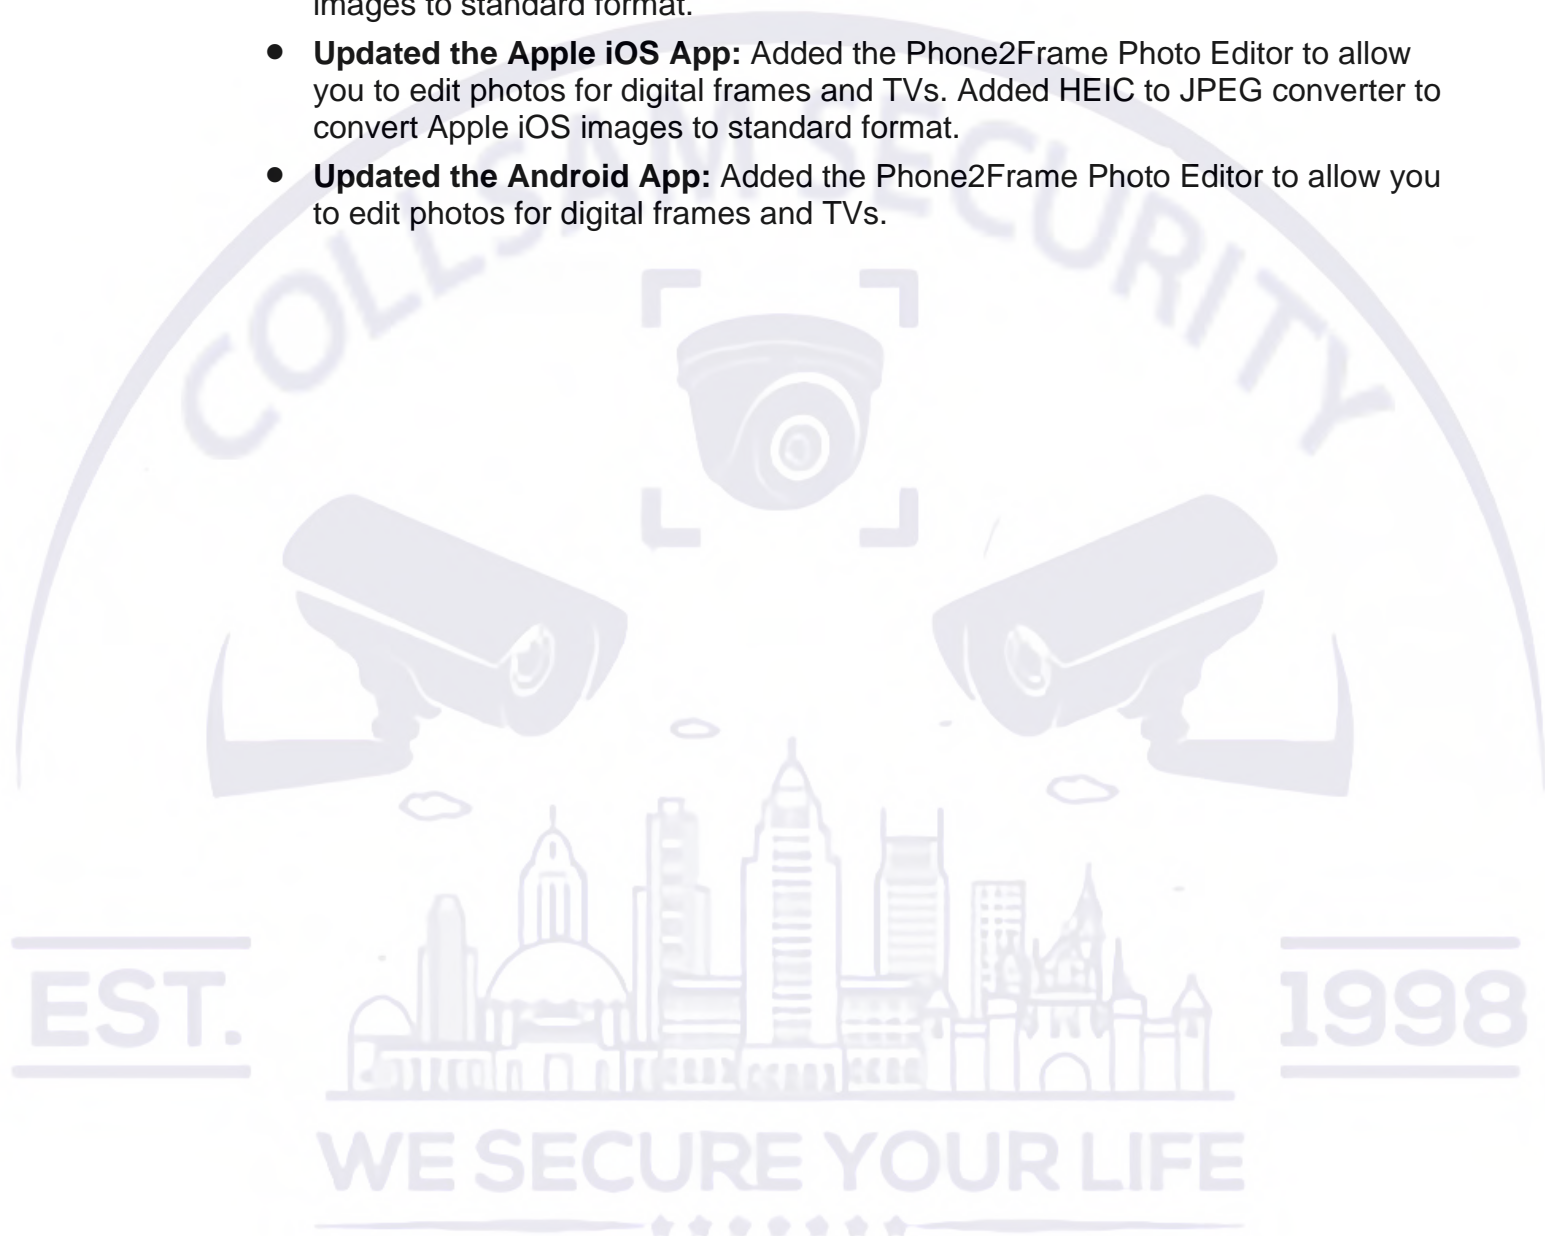 images to standard format.
• Updated the Apple iOS App: Added the Phone2Frame Photo Editor to allow
you to edit photos for digital frames and TVs. Added HEIC to JPEG converter to
convert Apple iOS images to standard format.
• Updated the Android App: Added the Phone2Frame Photo Editor to allow you
to edit photos for digital frames and TVs.
COLLSAM SECURITY
EST.
1998
WE SECURE YOUR LIFE